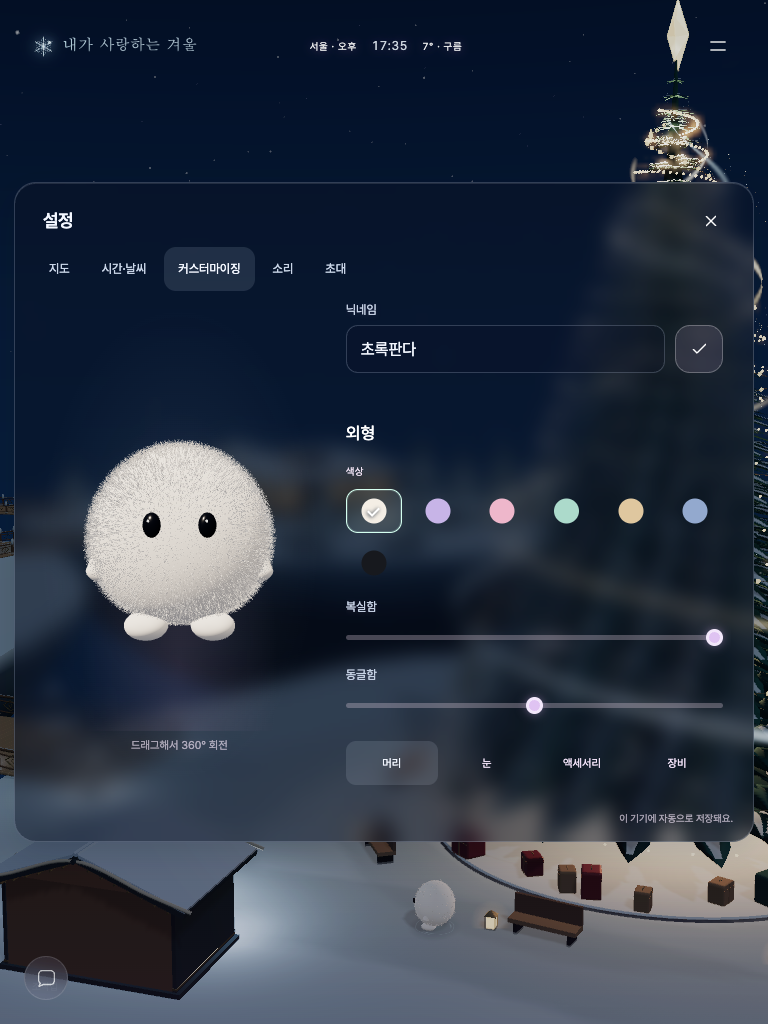 내가 사랑하는 겨울
서울 · 오후 17:35 7° · 구름
설정
지도 시간·날씨 커스터마이징 소리 초대
닉네임
초록판다
외형
색상
복실함
동글함
드래그해서 360° 회전
머리 눈 액세서리 장비
이 기기에 자동으로 저장돼요.